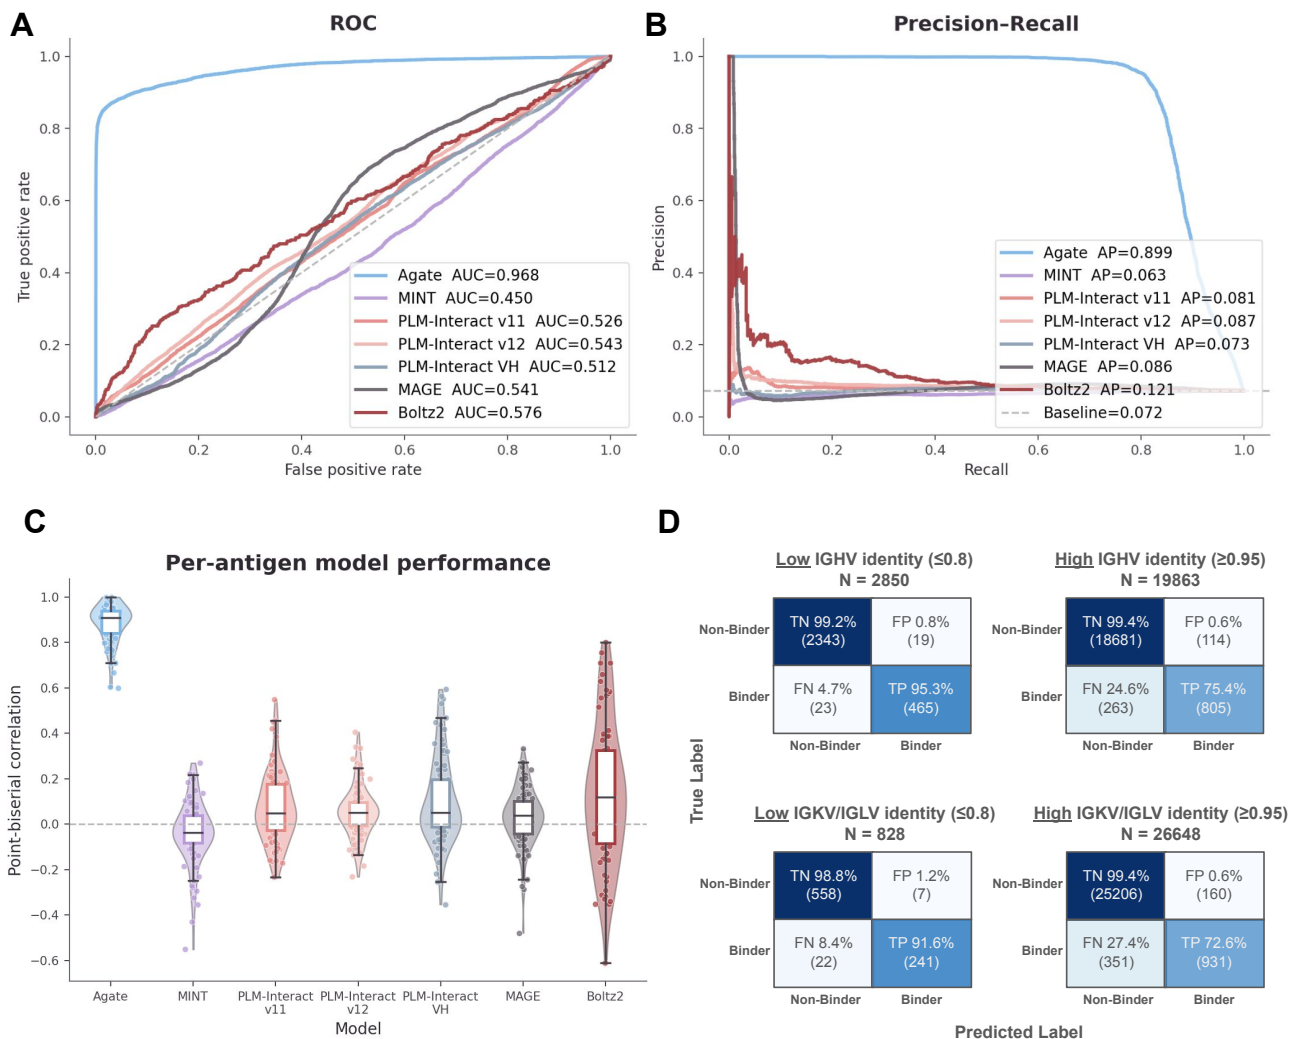 A
ROC
1.0
0.8
0.6
0.4
0.2
0.0
True positive rate
0.0
0.2
0.4
0.6
0.8
1.0
False positive rate
Agate AUC=0.968
MINT AUC=0.450
PLM-Interact v11 AUC=0.526
PLM-Interact v12 AUC=0.543
PLM-Interact VH AUC=0.512
MAGE AUC=0.541
Boltz2 AUC=0.576
B
Precision–Recall
1.0
0.8
0.6
0.4
0.2
0.0
Precision
0.0
0.2
0.4
0.6
0.8
1.0
Recall
Agate AP=0.899
MINT AP=0.063
PLM-Interact v11 AP=0.081
PLM-Interact v12 AP=0.087
PLM-Interact VH AP=0.073
MAGE AP=0.086
Boltz2 AP=0.121
Baseline=0.072
C
Per-antigen model performance
1.0
0.8
0.6
0.4
0.2
0.0
−0.2
−0.4
−0.6
Point-biserial correlation
Agate
MINT
PLM-Interact
v11
PLM-Interact
v12
PLM-Interact
VH
MAGE
Boltz2
Model
D
Low IGHV identity (≤0.8)
N = 2850
Non-Binder
TN 99.2%
(2343)
FP 0.8%
(19)
Binder
FN 4.7%
(23)
TP 95.3%
(465)
Non-Binder
Binder
High IGHV identity (≥0.95)
N = 19863
Non-Binder
TN 99.4%
(18681)
FP 0.6%
(114)
Binder
FN 24.6%
(263)
TP 75.4%
(805)
Non-Binder
Binder
True Label
Low IGKV/IGLV identity (≤0.8)
N = 828
Non-Binder
TN 98.8%
(558)
FP 1.2%
(7)
Binder
FN 8.4%
(22)
TP 91.6%
(241)
Non-Binder
Binder
High IGKV/IGLV identity (≥0.95)
N = 26648
Non-Binder
TN 99.4%
(25206)
FP 0.6%
(160)
Binder
FN 27.4%
(351)
TP 72.6%
(931)
Non-Binder
Binder
Predicted Label